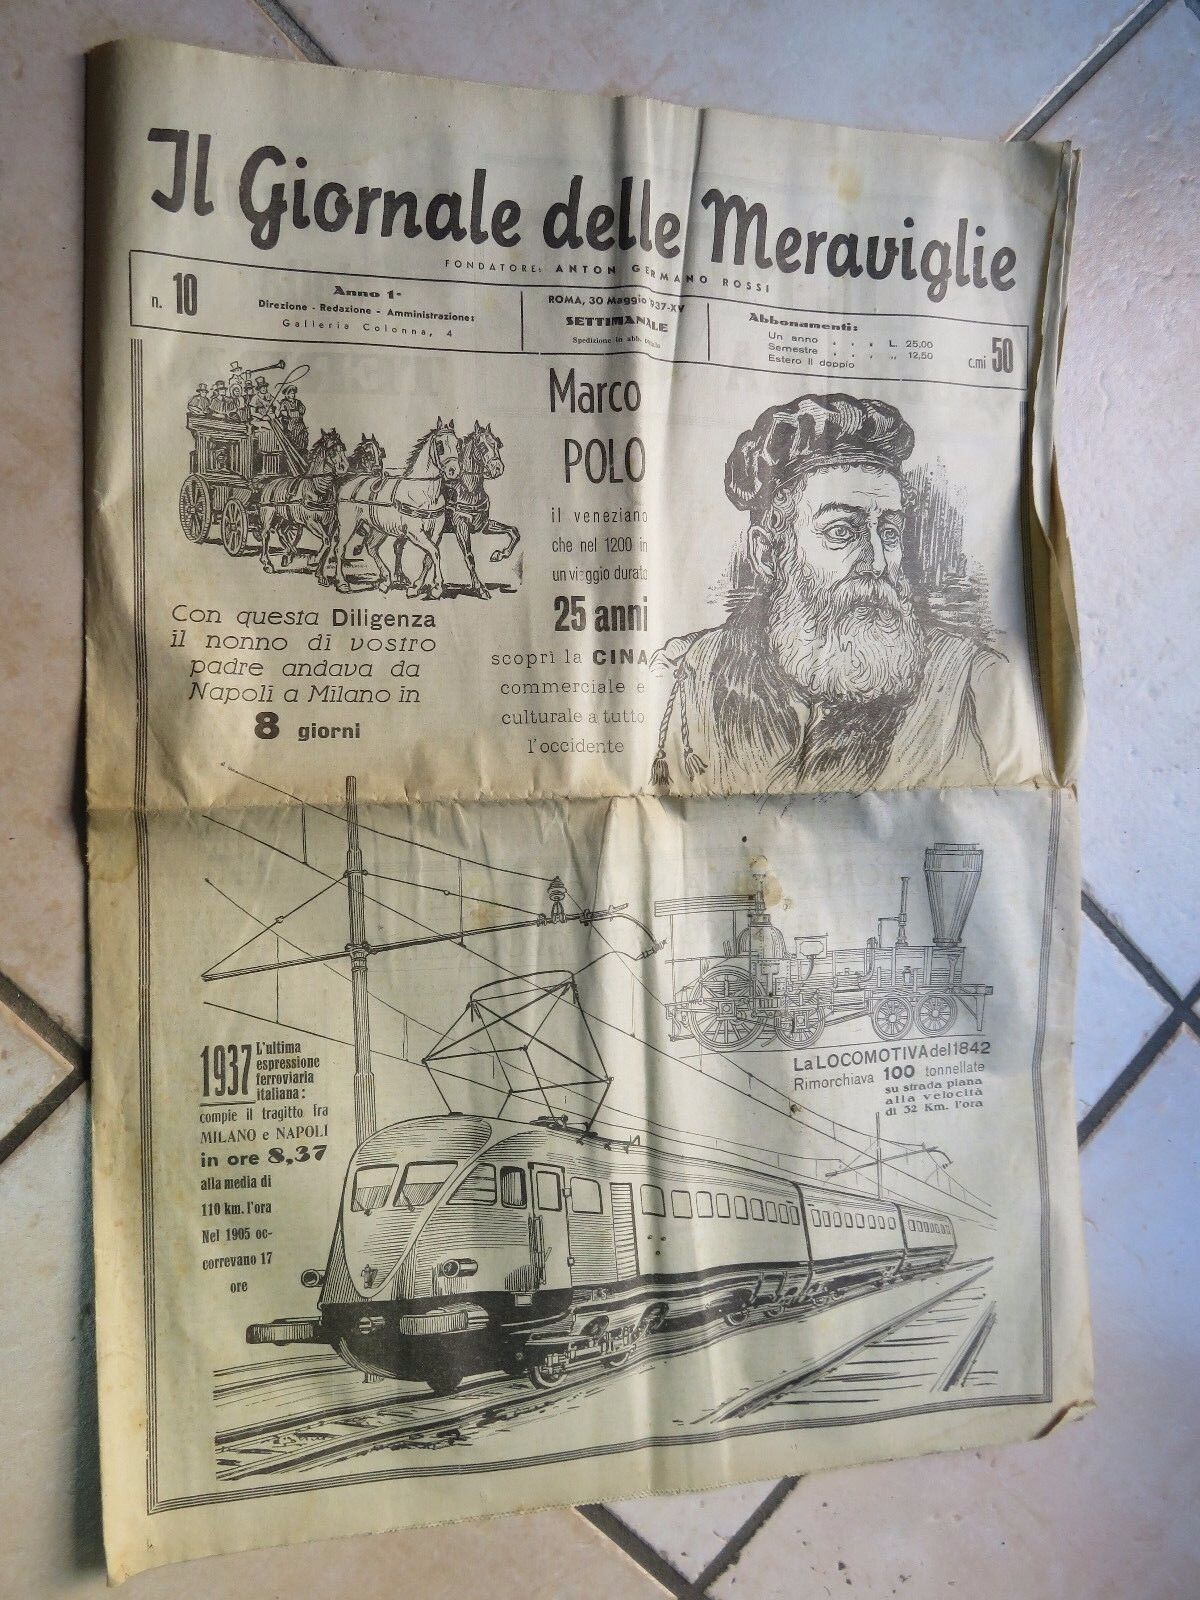 Il Giornale delle Meraviglie
FONDATORE: ANTON GERMANO ROSSI
n. 10
Anno 1°
Direzione - Redazione - Amministrazione:
Galleria Colonna, 4
ROMA, 30 Maggio 1937-XV
SETTIMANALE
Spedizione in abb.
Abbonamenti:
Un anno . . . L. 25,00
Semestre . . . „ 12,50
Estero il doppio
c.mi 50
Con questa Diligenza
il nonno di vostro
padre andava da
Napoli a Milano in
8 giorni
Marco
POLO
il veneziano
che nel 1200 in
un viaggio durato
25 anni
scoprì la CINA
commerciale e
culturale a tutto
l'occidente
La LOCOMOTIVA del 1842
Rimorchiava 100 tonnellate
su strada piana
alla velocità
di 32 Km. l'ora
1937 L'ultima
espressione
ferroviaria
italiana:
compie il tragitto fra
MILANO e NAPOLI
in ore 8,37
alla media di
110 km. l'ora
Nel 1905 oc-
correvano 17
ore